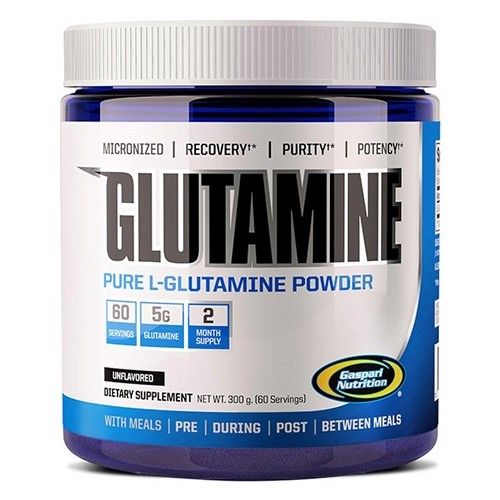 MICRONIZED | RECOVERY†* | PURITY†* | POTENCY†*
GLUTAMINE
PURE L-GLUTAMINE POWDER
60 SERVINGS
5G GLUTAMINE
2 MONTH SUPPLY
Gaspari
Nutrition®
UNFLAVORED
DIETARY SUPPLEMENT NET WT. 300 g. (60 Servings)
WITH MEALS | PRE | DURING | POST | BETWEEN MEALS